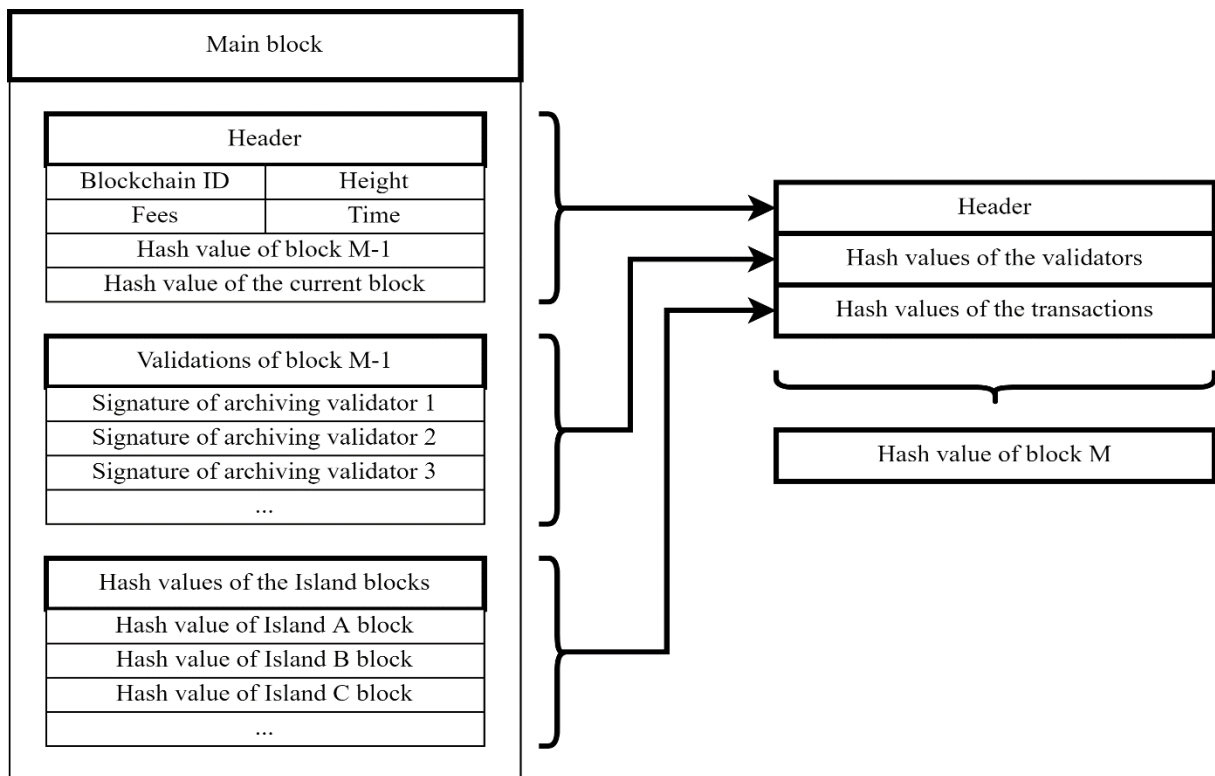 Main block
Header
Blockchain ID
Height
Fees
Time
Hash value of block M-1
Hash value of the current block
Validations of block M-1
Signature of archiving validator 1
Signature of archiving validator 2
Signature of archiving validator 3
...
Hash values of the Island blocks
Hash value of Island A block
Hash value of Island B block
Hash value of Island C block
...
Header
Hash values of the validators
Hash values of the transactions
Hash value of block M